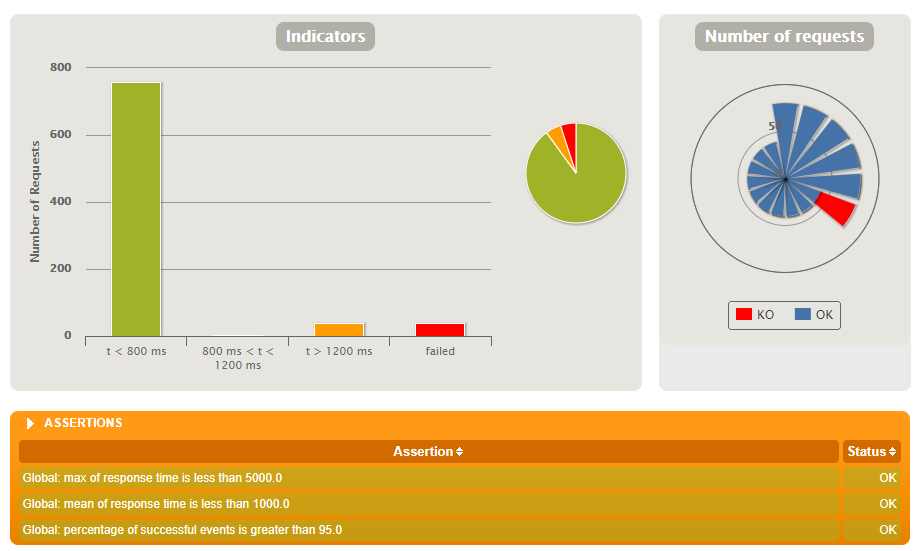 Indicators
Number of requests
800
600
400
200
0
Number of Requests
t < 800 ms
800 ms < t <
1200 ms
t > 1200 ms
failed
KO
OK
ASSERTIONS
Assertion
Status
Global: max of response time is less than 5000.0
OK
Global: mean of response time is less than 1000.0
OK
Global: percentage of successful events is greater than 95.0
OK